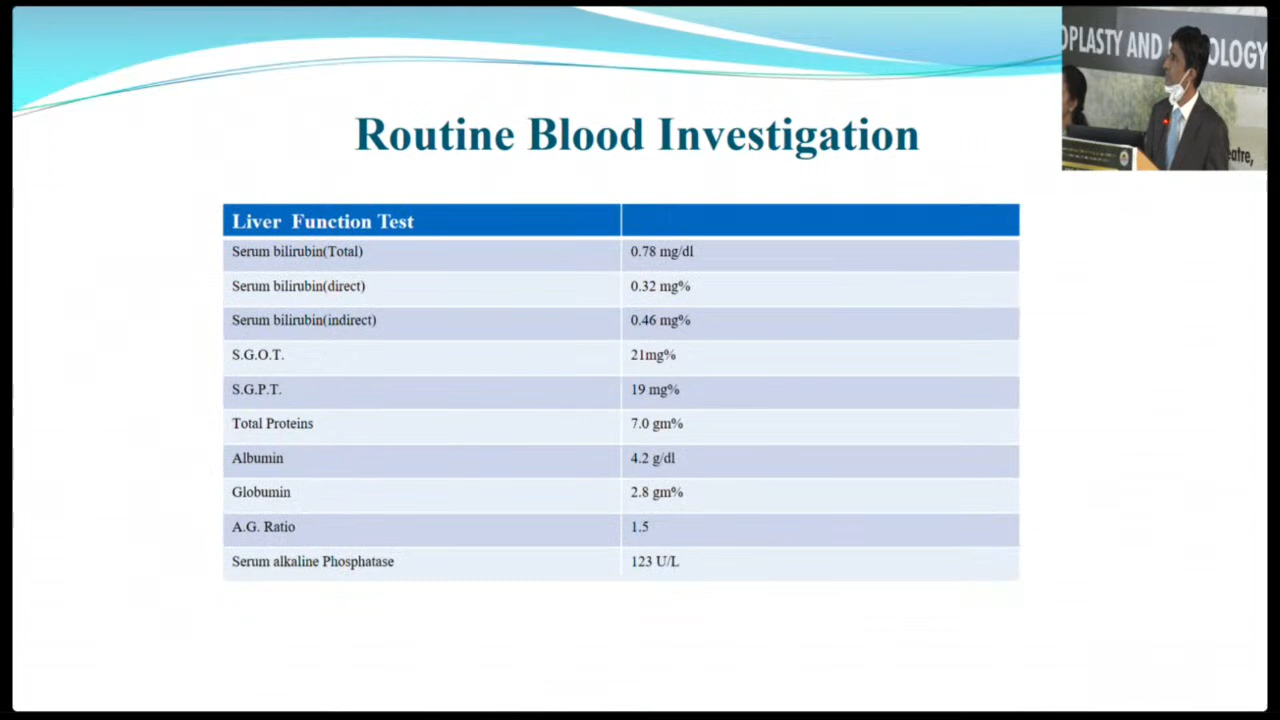 OPLASTY AND
OLOGY
eatre,
Routine Blood Investigation
Liver Function Test
Serum bilirubin(Total) 0.78 mg/dl
Serum bilirubin(direct) 0.32 mg%
Serum bilirubin(indirect) 0.46 mg%
S.G.O.T. 21mg%
S.G.P.T. 19 mg%
Total Proteins 7.0 gm%
Albumin 4.2 g/dl
Globumin 2.8 gm%
A.G. Ratio 1.5
Serum alkaline Phosphatase 123 U/L